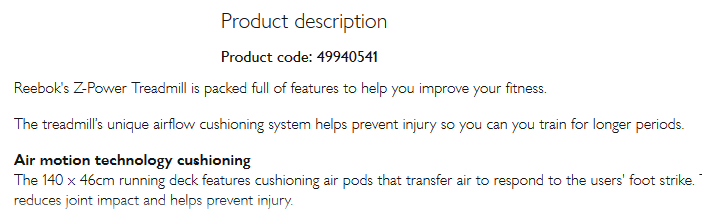 Product description
Product code: 49940541
Reebok's Z-Power Treadmill is packed full of features to help you improve your fitness.
The treadmill's unique airflow cushioning system helps prevent injury so you can you train for longer periods.
Air motion technology cushioning
The 140 x 46cm running deck features cushioning air pods that transfer air to respond to the users' foot strike.
reduces joint impact and helps prevent injury.